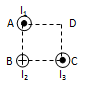 I₁
A D
B C
I₂ I₃